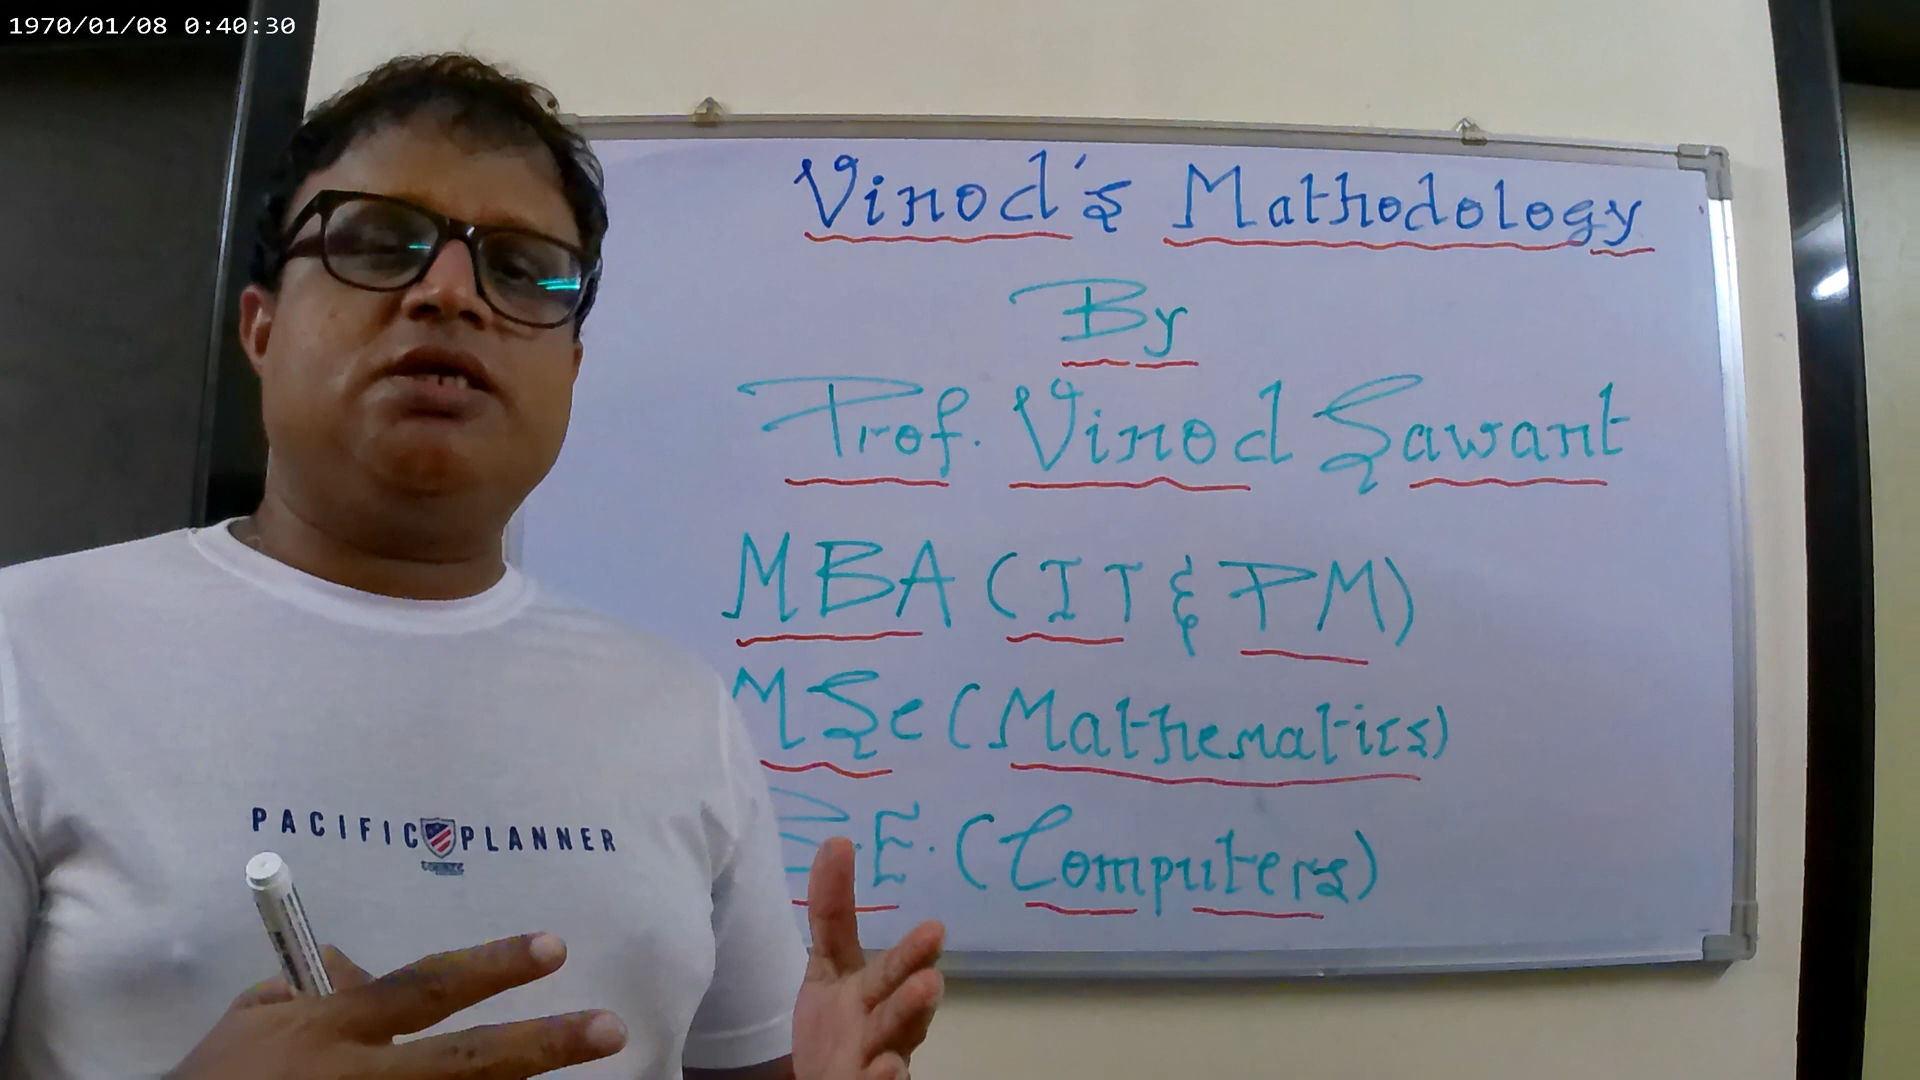 1970/01/08 0:40:30
Vinod's Mathodology
By
Prof. Vinod Sawant
MBA (IT & PM)
MSc (Mathematics)
B.E. (Computers)
PACIFIC PLANNER